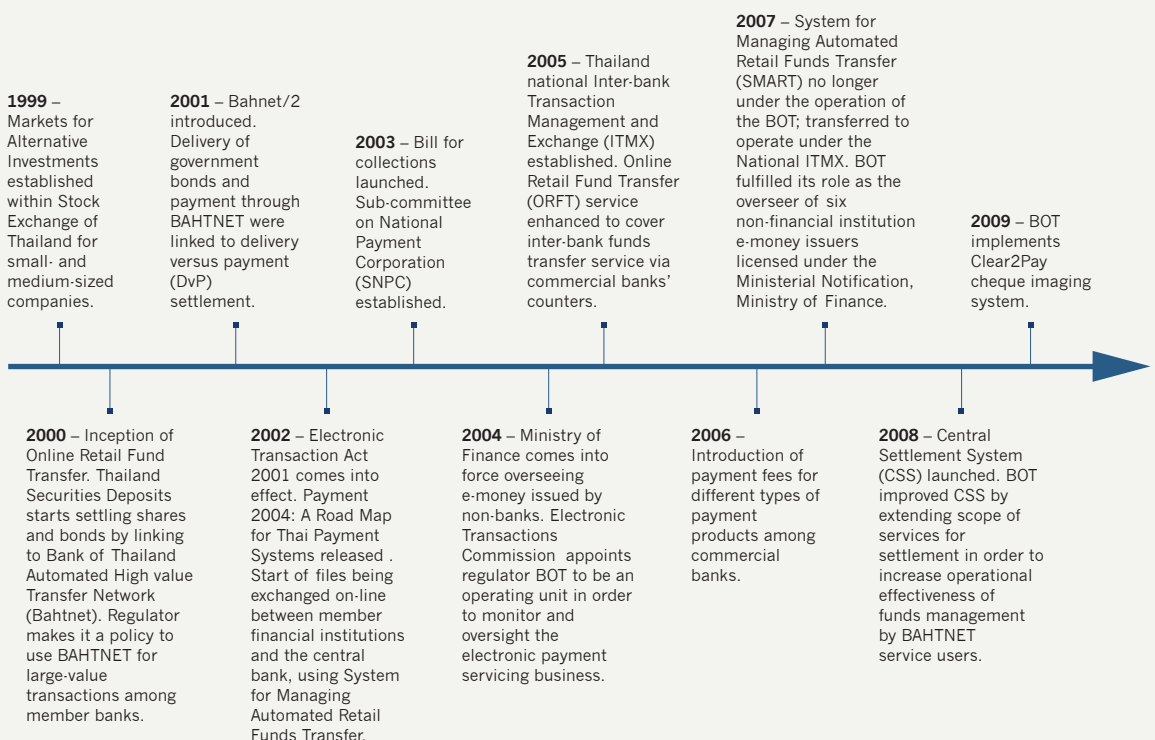 1999 –
Markets for
Alternative
Investments
established
within Stock
Exchange of
Thailand for
small- and
medium-sized
companies.
2001 – Bahnet/2
introduced.
Delivery of
government
bonds and
payment through
BAHTNET were
linked to delivery
versus payment
(DvP)
settlement.
2003 – Bill for
collections
launched.
Sub-committee
on National
Payment
Corporation
(SNPC)
established.
2005 – Thailand
national Inter-bank
Transaction
Management and
Exchange (ITMX)
established. Online
Retail Fund Transfer
(ORFT) service
enhanced to cover
inter-bank funds
transfer service via
commercial banks’
counters.
2007 – System for
Managing Automated
Retail Funds Transfer
(SMART) no longer
under the operation of
the BOT; transferred to
operate under the
National ITMX. BOT
fulfilled its role as the
overseer of six
non-financial institution
e-money issuers
licensed under the
Ministerial Notification,
Ministry of Finance.
2009 – BOT
implements
Clear2Pay
cheque imaging
system.
2000 – Inception of
Online Retail Fund
Transfer. Thailand
Securities Deposits
starts settling shares
and bonds by linking
to Bank of Thailand
Automated High value
Transfer Network
(Bahtnet). Regulator
makes it a policy to
use BAHTNET for
large-value
transactions among
member banks.
2002 – Electronic
Transaction Act
2001 comes into
effect. Payment
2004: A Road Map
for Thai Payment
Systems released .
Start of files being
exchanged on-line
between member
financial institutions
and the central
bank, using System
for Managing
Automated Retail
Funds Transfer.
2004 – Ministry of
Finance comes into
force overseeing
e-money issued by
non-banks. Electronic
Transactions
Commission appoints
regulator BOT to be an
operating unit in order
to monitor and
oversight the
electronic payment
servicing business.
2006 –
Introduction of
payment fees for
different types of
payment
products among
commercial
banks.
2008 – Central
Settlement System
(CSS) launched. BOT
improved CSS by
extending scope of
services for
settlement in order to
increase operational
effectiveness of
funds management
by BAHTNET
service users.